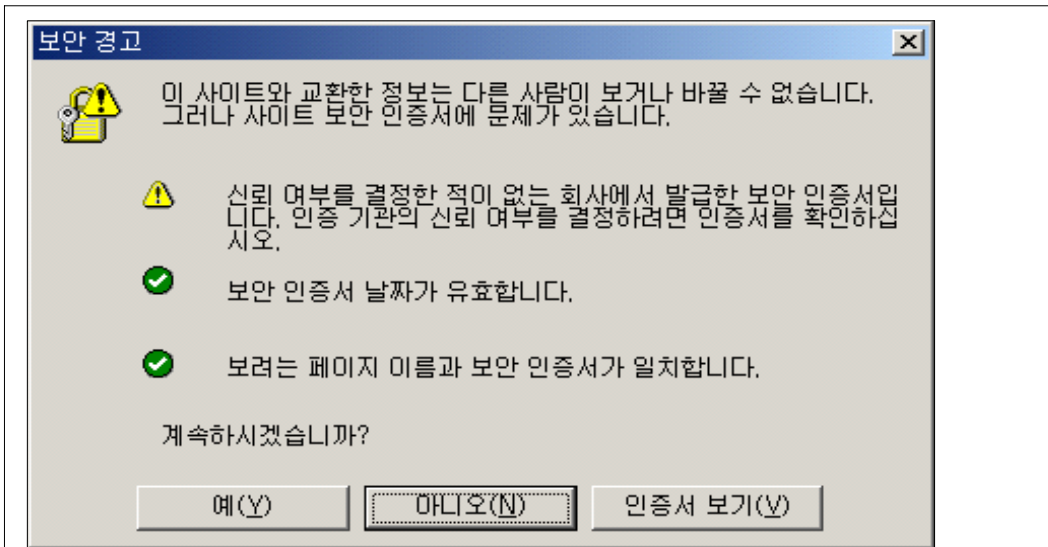 보안 경고
이 사이트와 교환한 정보는 다른 사람이 보거나 바꿀 수 없습니다.
그러나 사이트 보안 인증서에 문제가 있습니다.
신뢰 여부를 결정한 적이 없는 회사에서 발급한 보안 인증서입
니다. 인증 기관의 신뢰 여부를 결정하려면 인증서를 확인하십
시오.
보안 인증서 날짜가 유효합니다.
보려는 페이지 이름과 보안 인증서가 일치합니다.
계속하시겠습니까?
예(Y) 아니오(N) 인증서 보기(V)